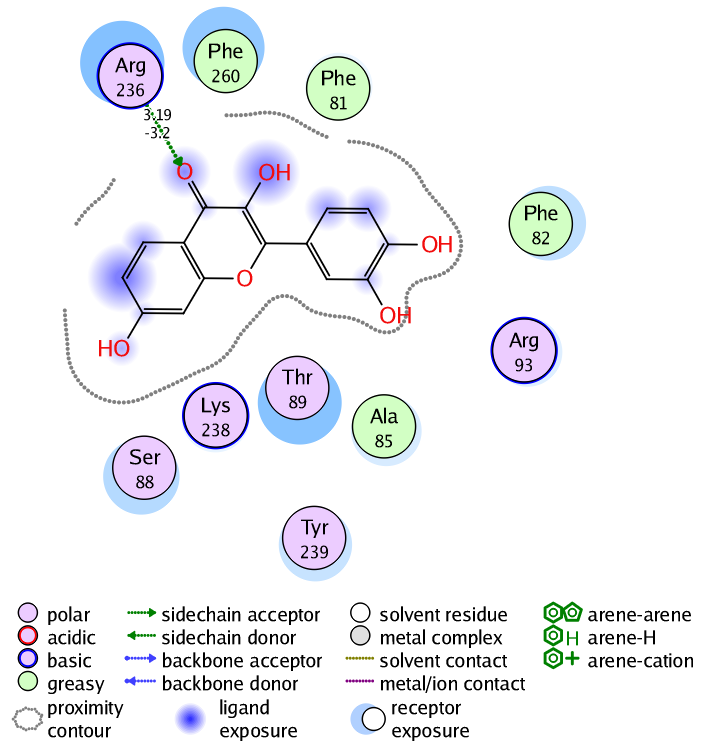 Arg
236
Phe
260
Phe
81
3.19
-3.2
O
OH
Phe
82
OH
O
OH
HO
Arg
93
Thr
89
Lys
238
Ala
85
Ser
88
Tyr
239
polar
sidechain acceptor
solvent residue
arene-arene
acidic
sidechain donor
metal complex
H arene-H
basic
backbone acceptor
solvent contact
+ arene-cation
greasy
backbone donor
metal/ion contact
proximity
contour
ligand
exposure
receptor
exposure